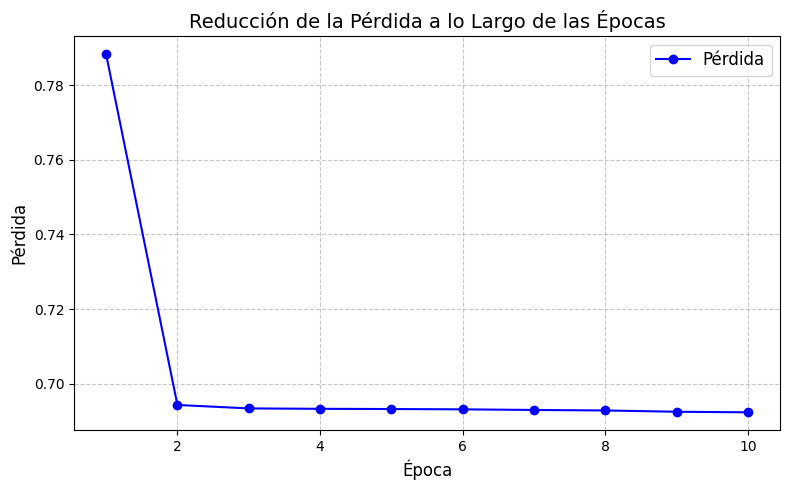 Reducción de la Pérdida a lo Largo de las Épocas
Pérdida
0.78
0.76
0.74
0.72
0.70
Pérdida
2
4
6
8
10
Época